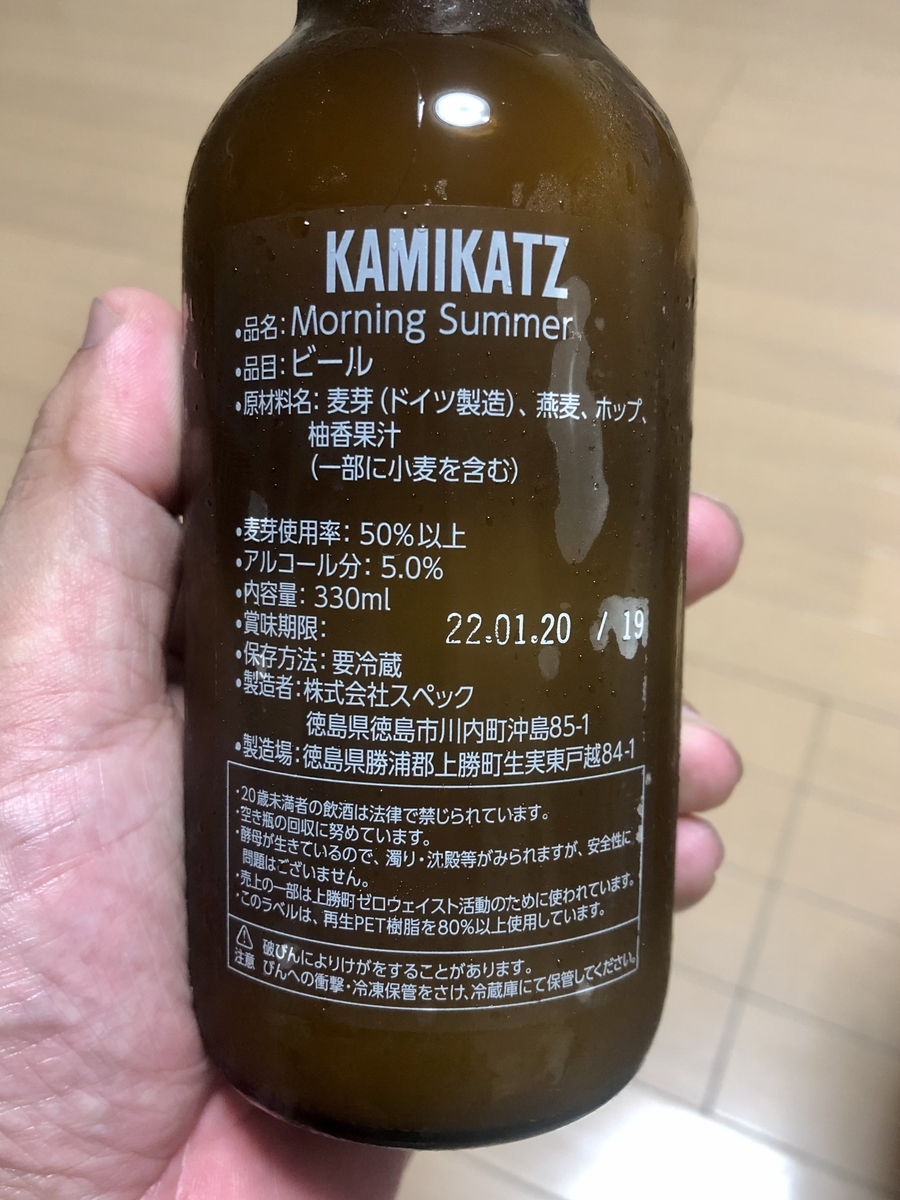 KAMIKATZ
・品名：Morning Summer
・品目：ビール
・原材料名：麦芽（ドイツ製造）、燕麦、ホップ、
柚香果汁
（一部に小麦を含む）
・麦芽使用率：50%以上
・アルコール分：5.0%
・内容量：330ml
・賞味期限： 22.01.20 / 19
・保存方法：要冷蔵
・製造者：株式会社スペック
徳島県徳島市川内町沖島85-1
・製造場：徳島県勝浦郡上勝町生実東戸越84-1
・20歳未満者の飲酒は法律で禁じられています。
・空き瓶の回収に努めています。
・酵母が生きているので、濁り・沈殿等がみられますが、安全性に
問題はございません。
・売上の一部は上勝町ゼロウェイスト活動のために使われています。
・このラベルは、再生PET樹脂を80%以上使用しています。
破びんによりけがをすることがあります。
注意 びんへの衝撃・冷凍保管をさけ、冷蔵庫にて保管してください。